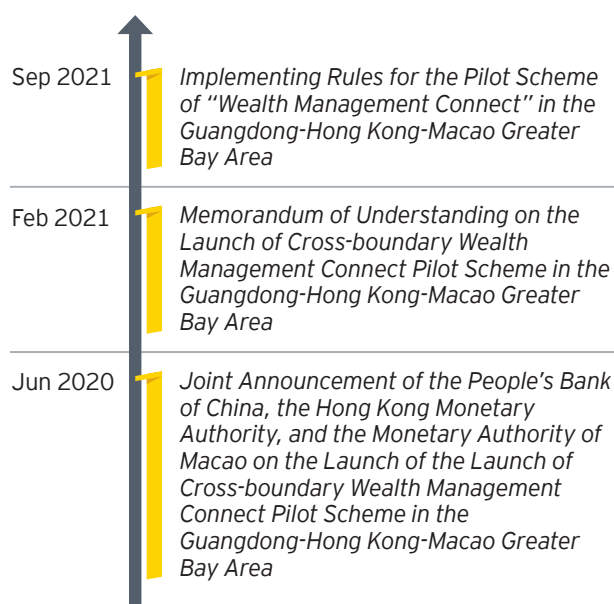 Sep 2021
Implementing Rules for the Pilot Scheme
of “Wealth Management Connect” in the
Guangdong-Hong Kong-Macao Greater
Bay Area
Feb 2021
Memorandum of Understanding on the
Launch of Cross-boundary Wealth
Management Connect Pilot Scheme in the
Guangdong-Hong Kong-Macao Greater
Bay Area
Jun 2020
Joint Announcement of the People’s Bank
of China, the Hong Kong Monetary
Authority, and the Monetary Authority of
Macao on the Launch of the Launch of
Cross-boundary Wealth Management
Connect Pilot Scheme in the
Guangdong-Hong Kong-Macao Greater
Bay Area